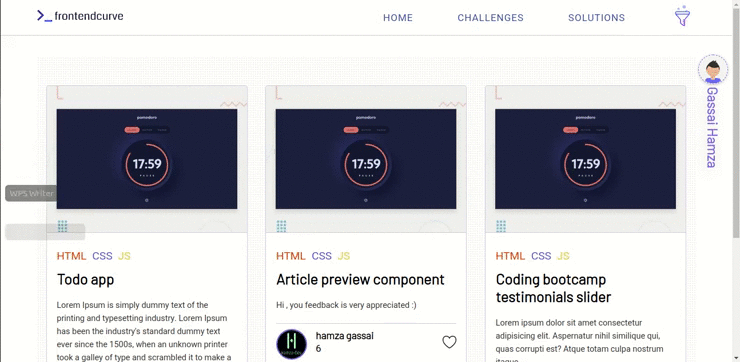 frontendcurve
HOME
CHALLENGES
SOLUTIONS
Gassai Hamza
pomodoro
17:59
PAUSE
pomodoro
17:59
PAUSE
pomodoro
17:59
PAUSE
WPS Writer
HTML CSS JS
Todo app
Lorem Ipsum is simply dummy text of the
printing and typesetting industry. Lorem Ipsum
has been the industry's standard dummy text
ever since the 1500s, when an unknown printer
took a galley of type and scrambled it to make a
HTML CSS JS
Article preview component
Hi , you feedback is very appreciated :)
hamza gassai
6
HTML CSS JS
Coding bootcamp
testimonials slider
Lorem ipsum dolor sit amet consectetur
adipisicing elit. Aspernatur nihil similique qui,
quas corrupti est? Atque totam culpa nostrum